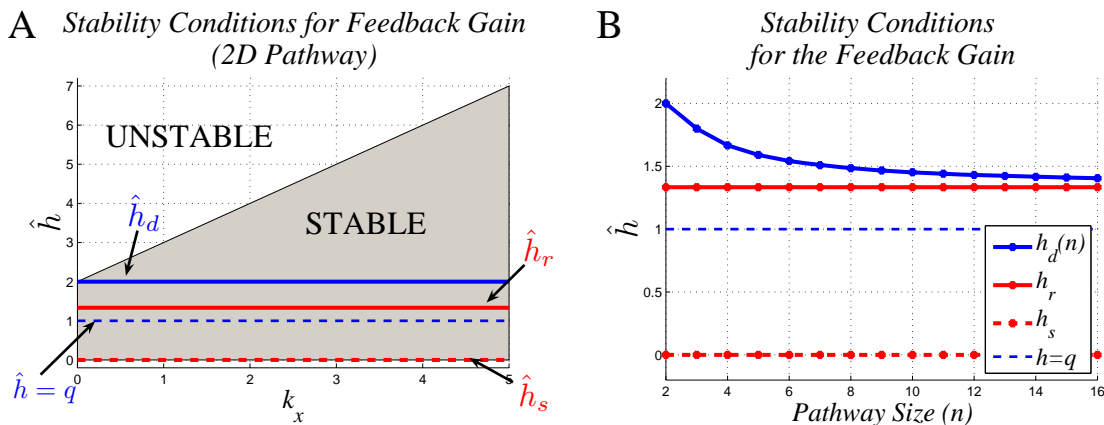 A
Stability Conditions for Feedback Gain
(2D Pathway)
7
6
5
4
3
2
1
0
ĥ
UNSTABLE
STABLE
ĥ_d
ĥ_r
ĥ = q
ĥ_s
0 1 2 3 4 5
k_x
B
Stability Conditions
for the Feedback Gain
2
1.5
1
0.5
0
ĥ
h_d(n)
h_r
h_s
h=q
2 4 6 8 10 12 14 16
Pathway Size (n)